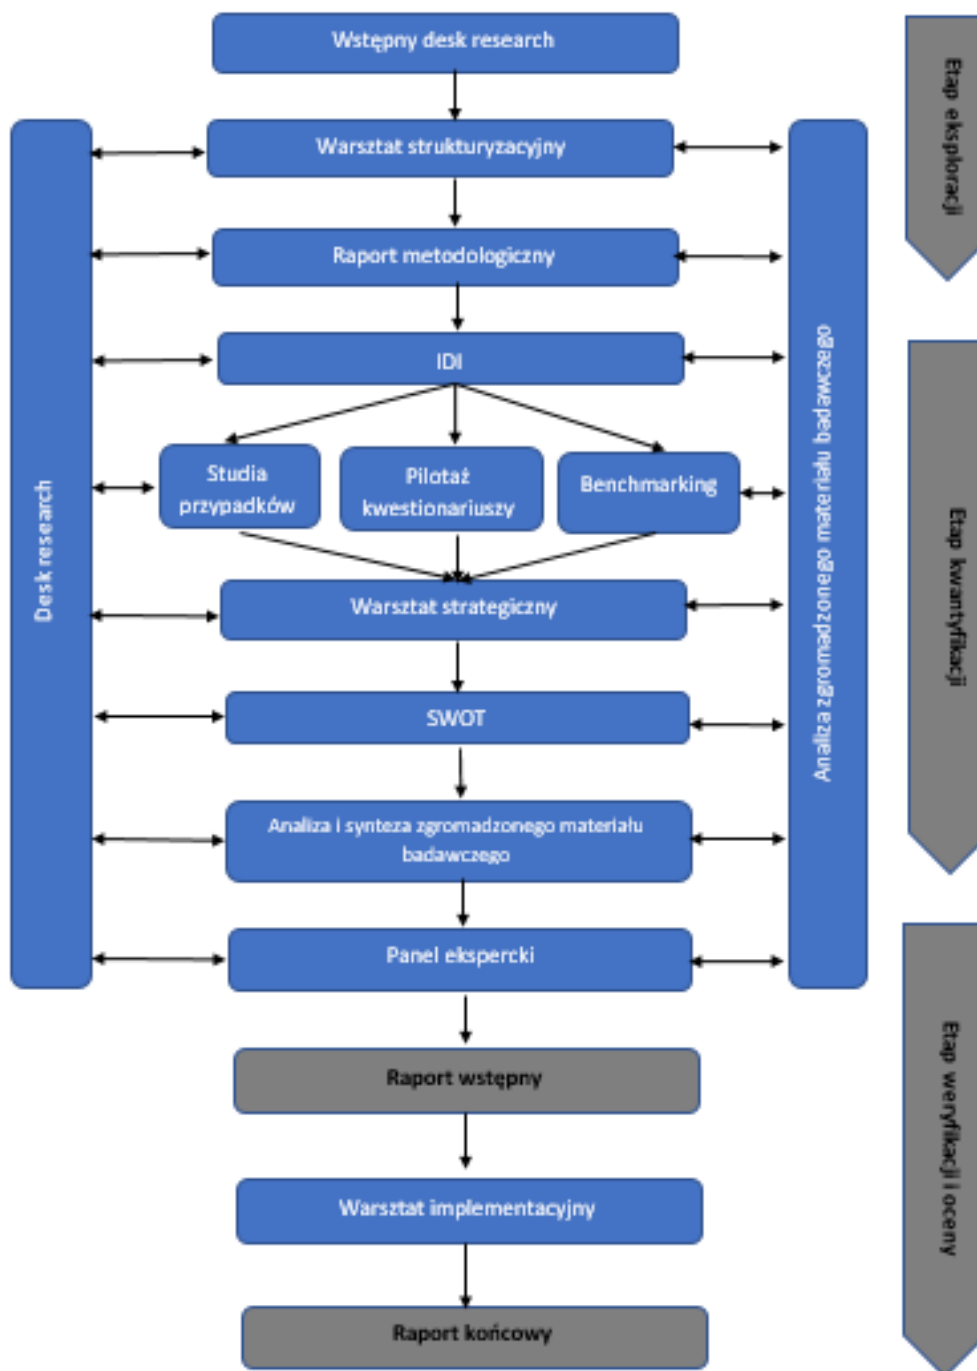 Wstępny desk research
Etap eksploracji
Warsztat strukturyzacyjny
Raport metodologiczny
IDI
Studia
przypadków
Pilotaż
kwestionariuszy
Benchmarking
Desk research
Analiza zgromadzonego materiału badawczego
Etap kwantyfikacji
Warsztat strategiczny
SWOT
Analiza i synteza zgromadzonego materiału
badawczego
Panel ekspercki
Raport wstępny
Warsztat implementacyjny
Raport końcowy
Etap weryfikacji i oceny